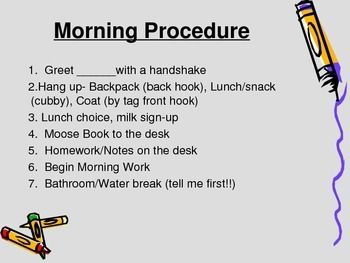 Morning Procedure
1. Greet ______with a handshake
2.Hang up- Backpack (back hook), Lunch/snack
(cubby), Coat (by tag front hook)
3. Lunch choice, milk sign-up
4. Moose Book to the desk
5. Homework/Notes on the desk
6. Begin Morning Work
7. Bathroom/Water break (tell me first!!)